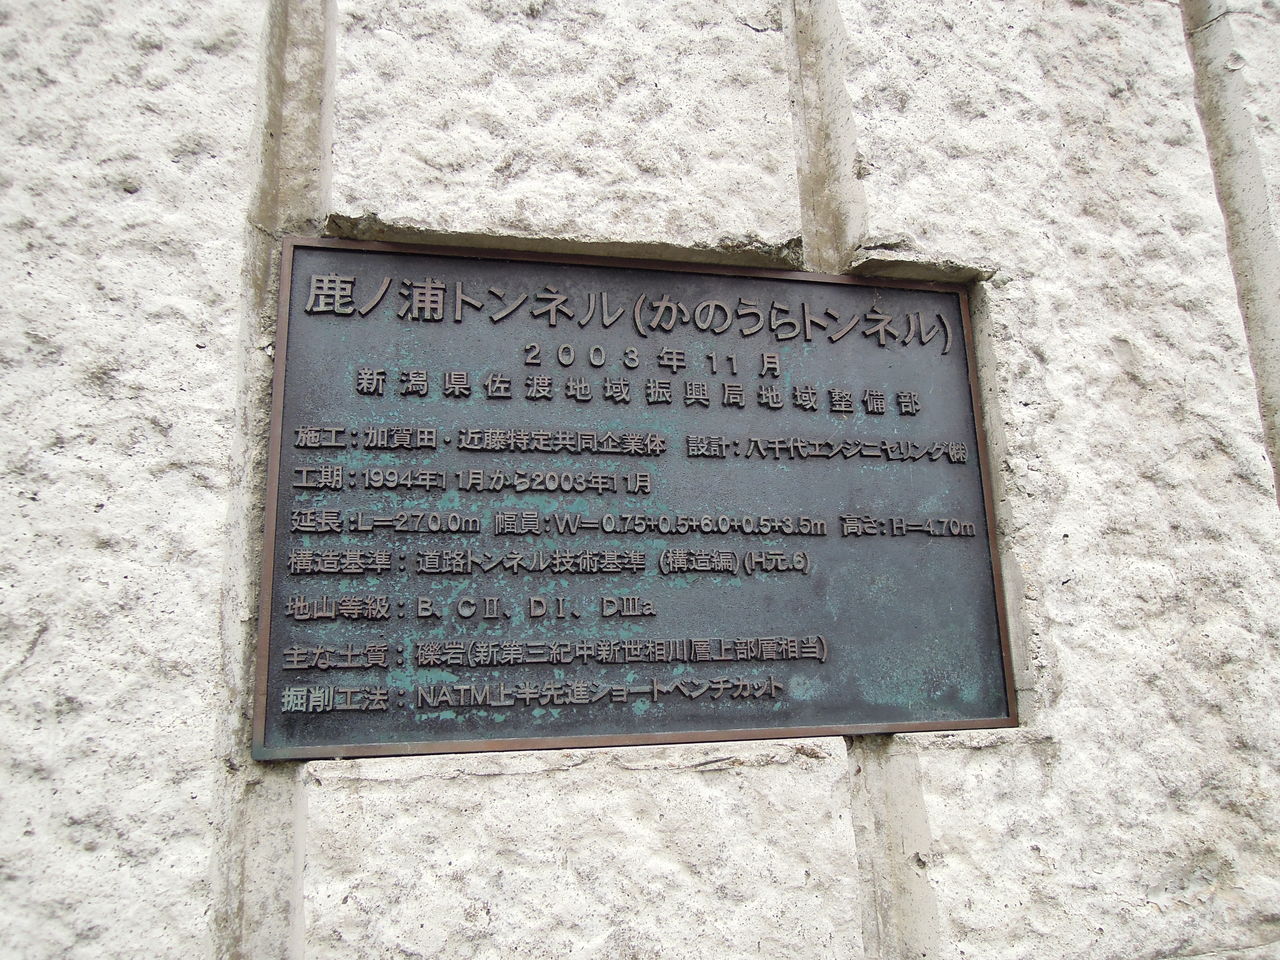 鹿ノ浦トンネル(かのうらトンネル)
2003年11月
新潟県佐渡地域振興局地域整備部
施工:加賀田、近藤特定共同企業体 設計:八千代エンジニヤリング㈱
工期:1994年11月から2003年11月
延長:L=270.0m 幅員:W=0.75+0.5+6.0+0.5+3.5m 高さ:H=4.70m
構造基準:道路トンネル技術基準(構造編)(H元.6)
地山等級:B、CⅡ、DⅠ、DⅢa
主な土質:礫岩(新第三紀中新世相川層上部層相当)
掘削工法:NATM上半先進ショートベンチカット